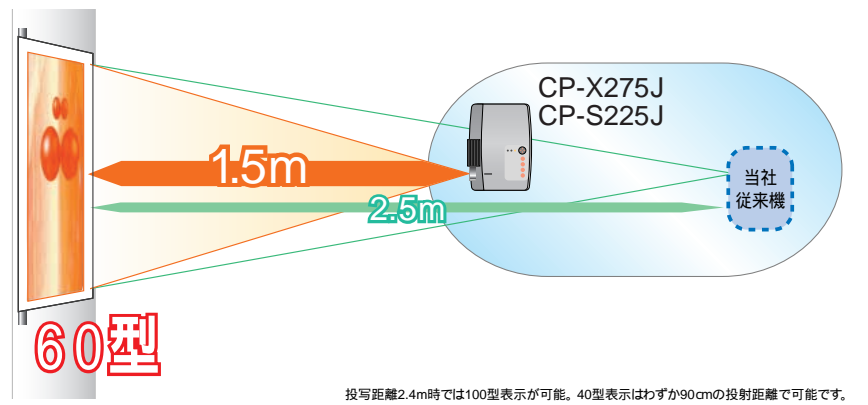 CP-X275J
CP-S225J
1.5m
当社
従来機
2.5m
60型
投写距離2.4m時では100型表示が可能。40型表示はわずか90cmの投射距離で可能です。